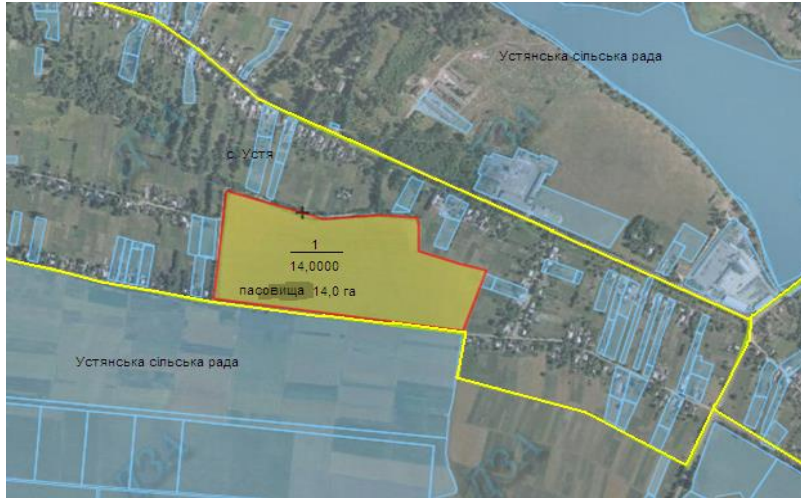 Устянська сільська рада
с. Устя
1
14,0000
пасовища 14,0 га
Устянська сільська рада